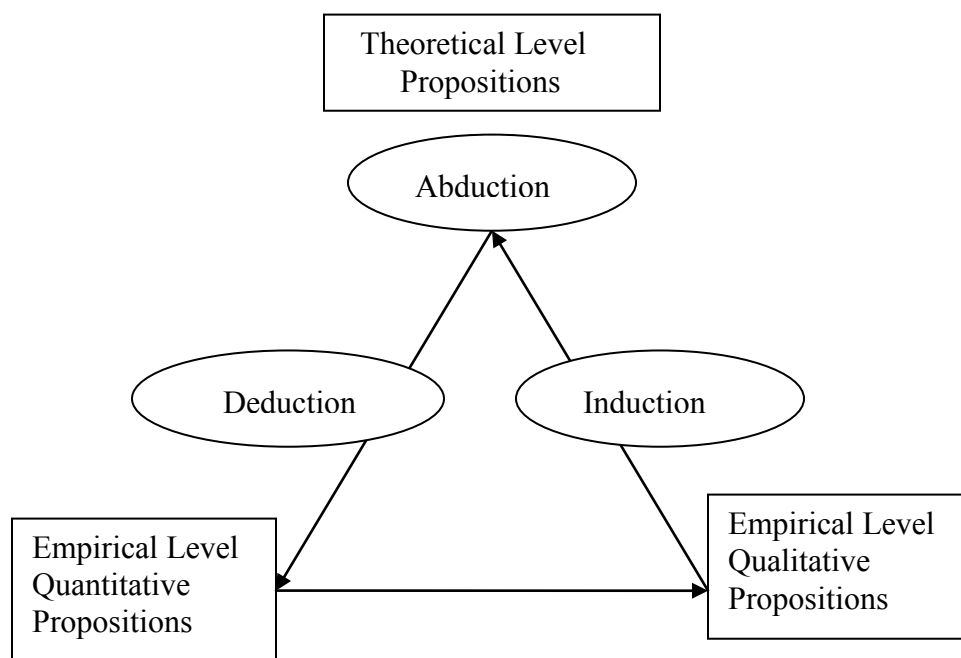 Theoretical Level
Propositions
Abduction
Deduction
Induction
Empirical Level
Quantitative
Propositions
Empirical Level
Qualitative
Propositions